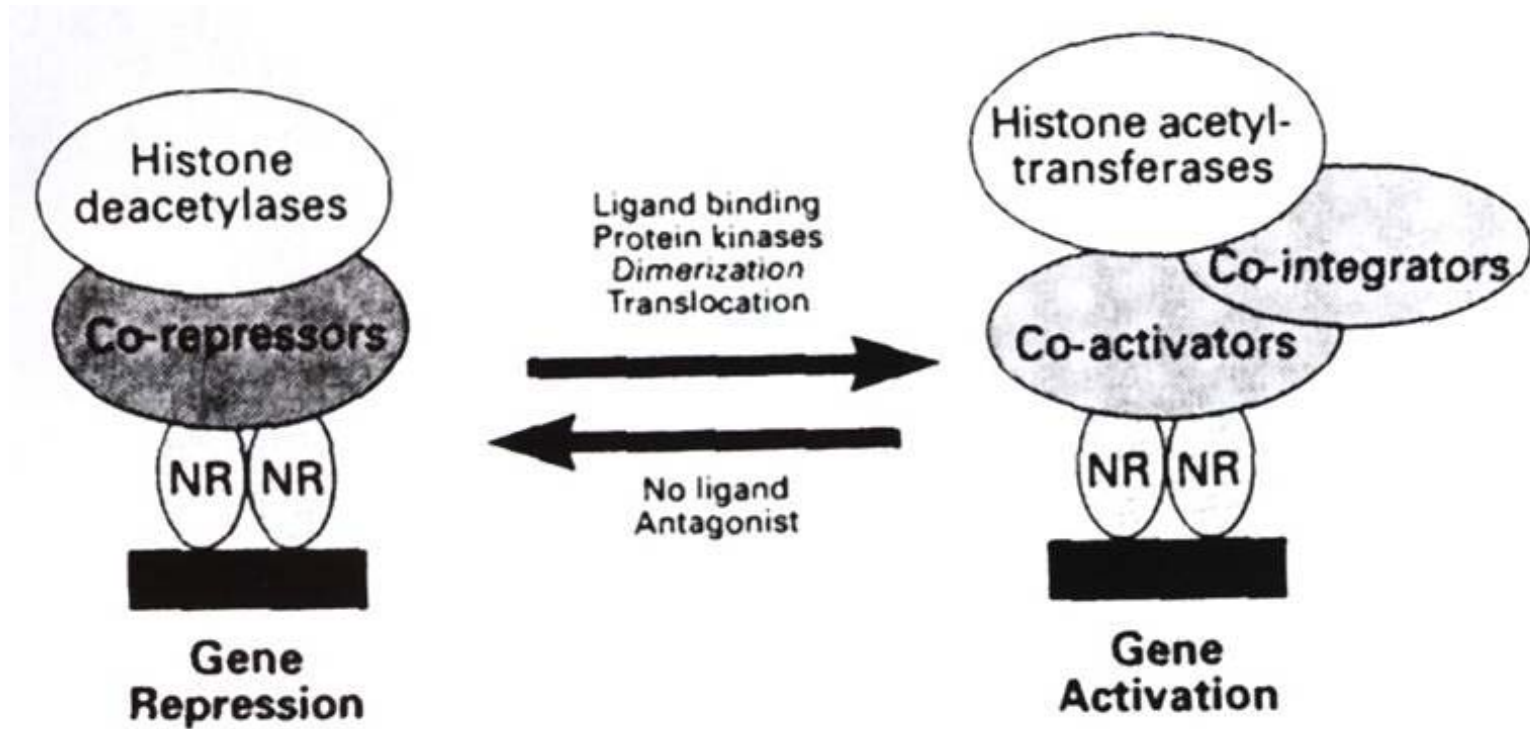 Histone
deacetylases
Co-repressors
NR NR
Gene
Repression
Ligand binding
Protein kinases
Dimerization
Translocation
No ligand
Antagonist
Histone acetyl-
transferases
Co-integrators
Co-activators
NR NR
Gene
Activation